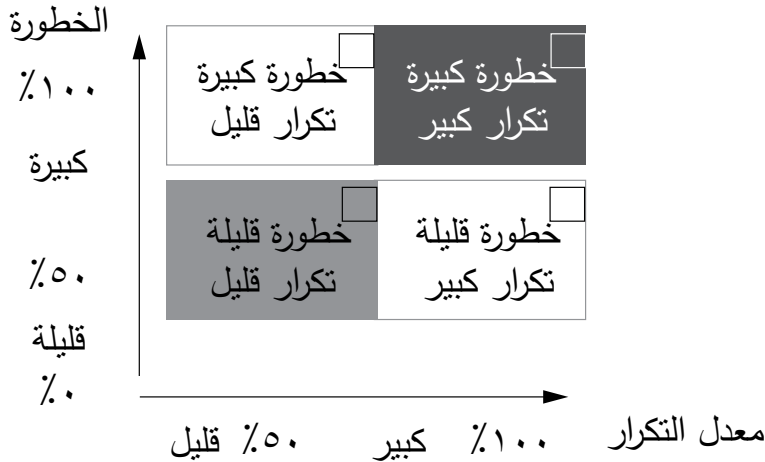 الخطورة
٪١٠٠
كبيرة
٪٥٠
قليلة
٪٠
خطورة كبيرة
تكرار كبير
خطورة كبيرة
تكرار قليل
خطورة قليلة
تكرار كبير
خطورة قليلة
تكرار قليل
معدل التكرار
٪١٠٠ كبير
٪٥٠ قليل